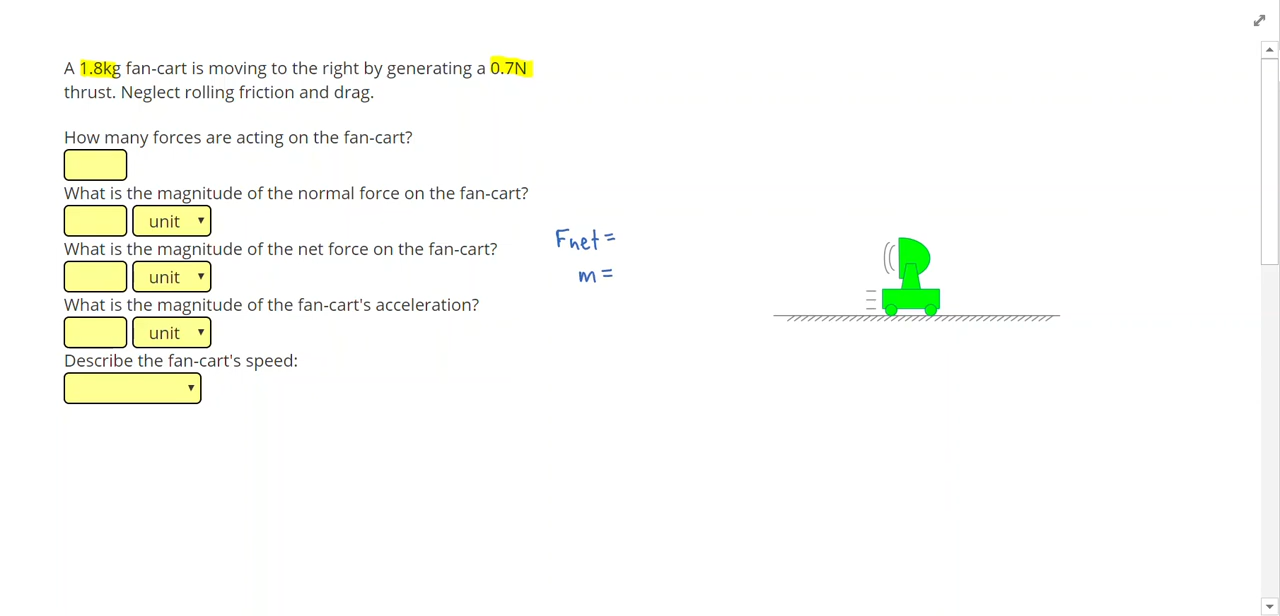 A 1.8kg fan-cart is moving to the right by generating a 0.7N
thrust. Neglect rolling friction and drag.
How many forces are acting on the fan-cart?
What is the magnitude of the normal force on the fan-cart?
unit
What is the magnitude of the net force on the fan-cart?
unit
What is the magnitude of the fan-cart's acceleration?
unit
Describe the fan-cart's speed:
Fnet =
m =